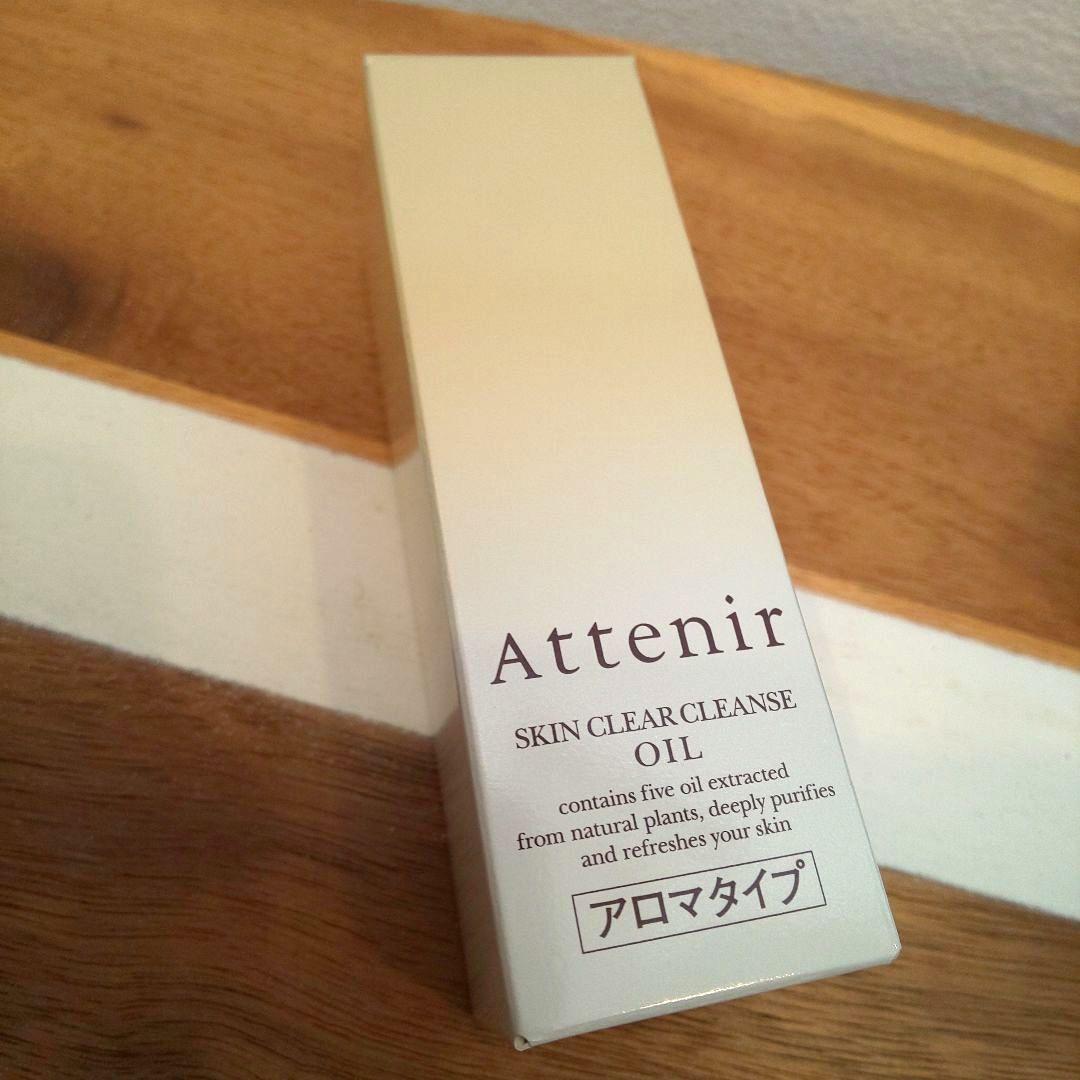 Attenir
SKIN CLEAR CLEANSE
OIL
contains five oil extracted
from natural plants, deeply purifies
and refreshes your skin
アロマタイプ